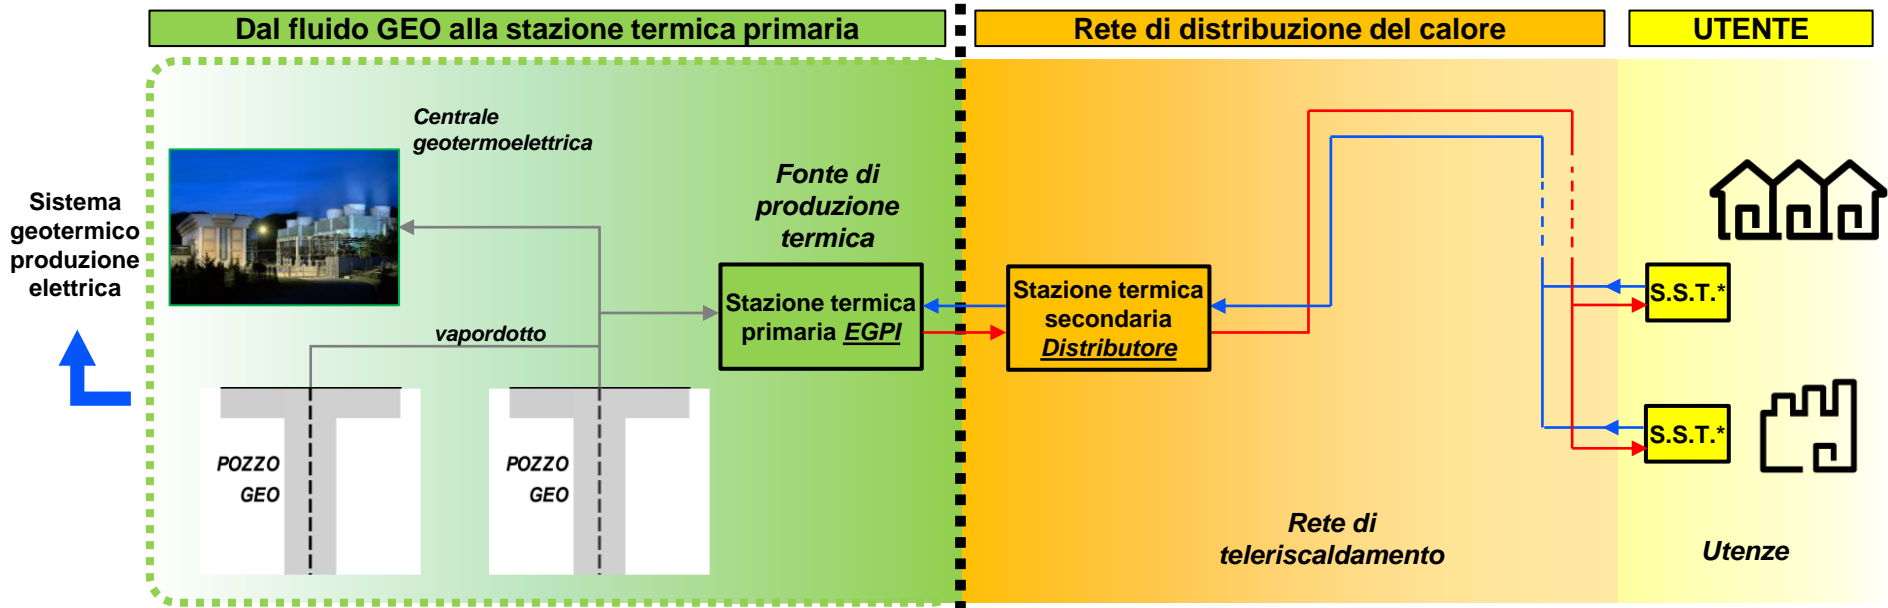 Dal fluido GEO alla stazione termica primaria
Rete di distribuzione del calore
UTENTE
Centrale
geotermoelettrica
Sistema
geotermico
produzione
elettrica
Fonte di
produzione
termica
Stazione termica
primaria EGPI
Stazione termica
secondaria
Distributore
S.S.T.*
vapordotto
S.S.T.*
POZZO
GEO
POZZO
GEO
Rete di
teleriscaldamento
Utenze